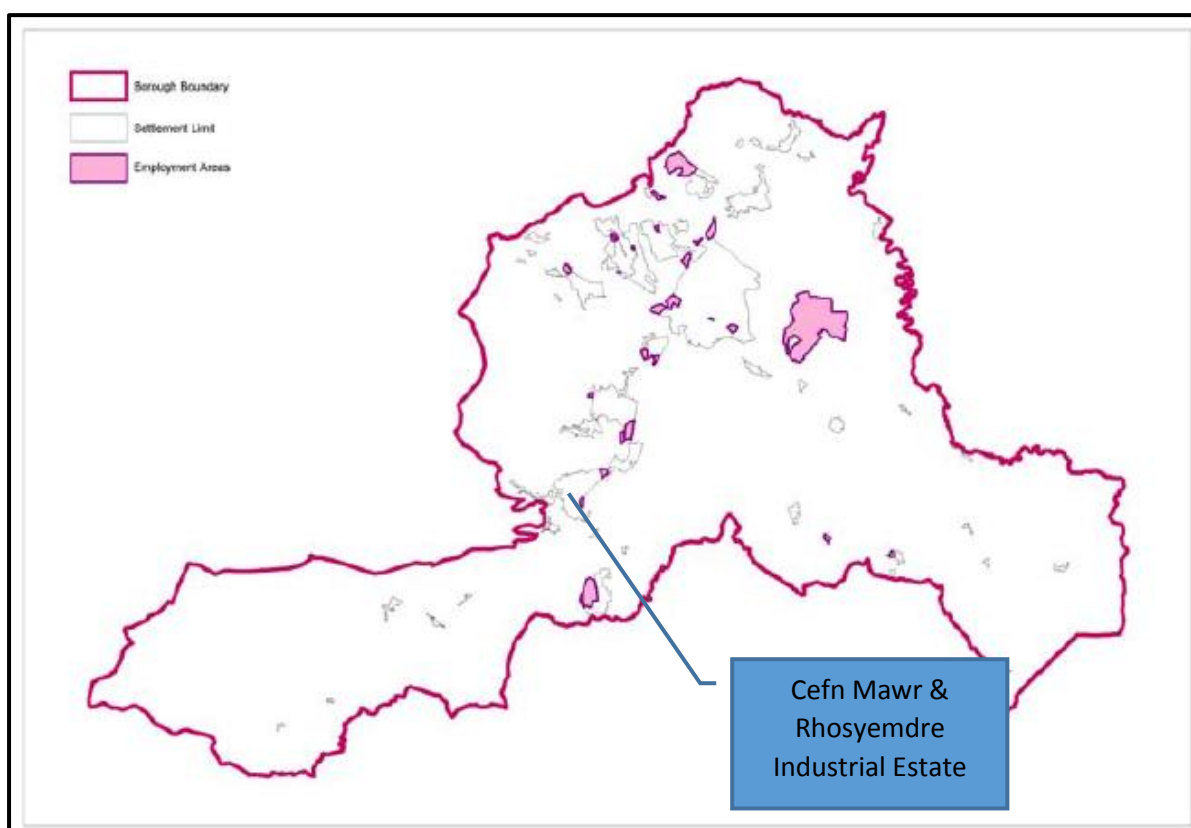 Borough Boundary
Settlement Limit
Employment Areas
Cefn Mawr &
Rhosyemdre
Industrial Estate